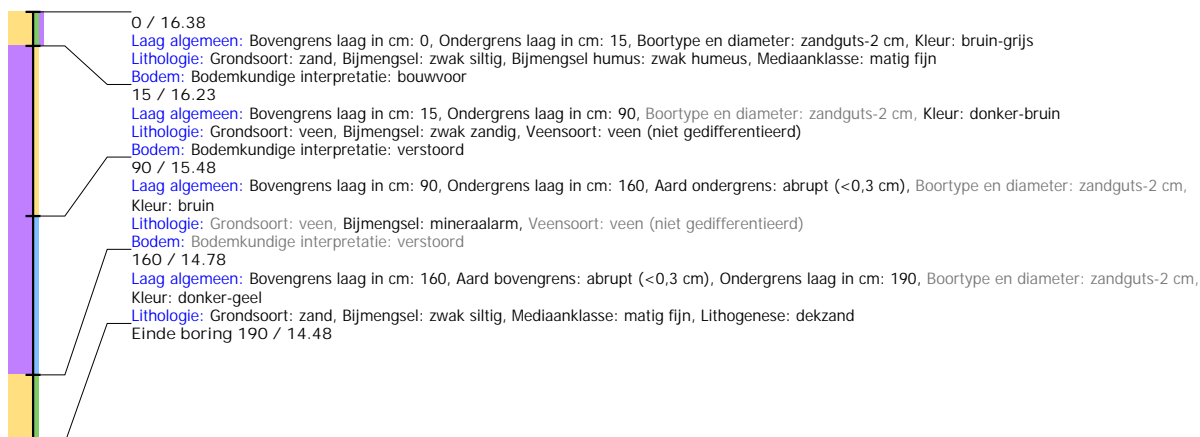 0 / 16.38
Laag algemeen: Bovengrens laag in cm: 0, Ondergrens laag in cm: 15, Boortype en diameter: zandguts-2 cm, Kleur: bruin-grijs
Lithologie: Grondsoort: zand, Bijmengsel: zwak siltig, Bijmengsel humus: zwak humeus, Mediaanklasse: matig fijn
Bodem: Bodemkundige interpretatie: bouwvoor
15 / 16.23
Laag algemeen: Bovengrens laag in cm: 15, Ondergrens laag in cm: 90, Boortype en diameter: zandguts-2 cm, Kleur: donker-bruin
Lithologie: Grondsoort: veen, Bijmengsel: zwak zandig, Veensoort: veen (niet gedifferentieerd)
Bodem: Bodemkundige interpretatie: verstoord
90 / 15.48
Laag algemeen: Bovengrens laag in cm: 90, Ondergrens laag in cm: 160, Aard ondergrens: abrupt (<0,3 cm), Boortype en diameter: zandguts-2 cm,
Kleur: bruin
Lithologie: Grondsoort: veen, Bijmengsel: mineraalarm, Veensoort: veen (niet gedifferentieerd)
Bodem: Bodemkundige interpretatie: verstoord
160 / 14.78
Laag algemeen: Bovengrens laag in cm: 160, Aard bovengrens: abrupt (<0,3 cm), Ondergrens laag in cm: 190, Boortype en diameter: zandguts-2 cm,
Kleur: donker-geel
Lithologie: Grondsoort: zand, Bijmengsel: zwak siltig, Mediaanklasse: matig fijn, Lithogenese: dekzand
Einde boring 190 / 14.48